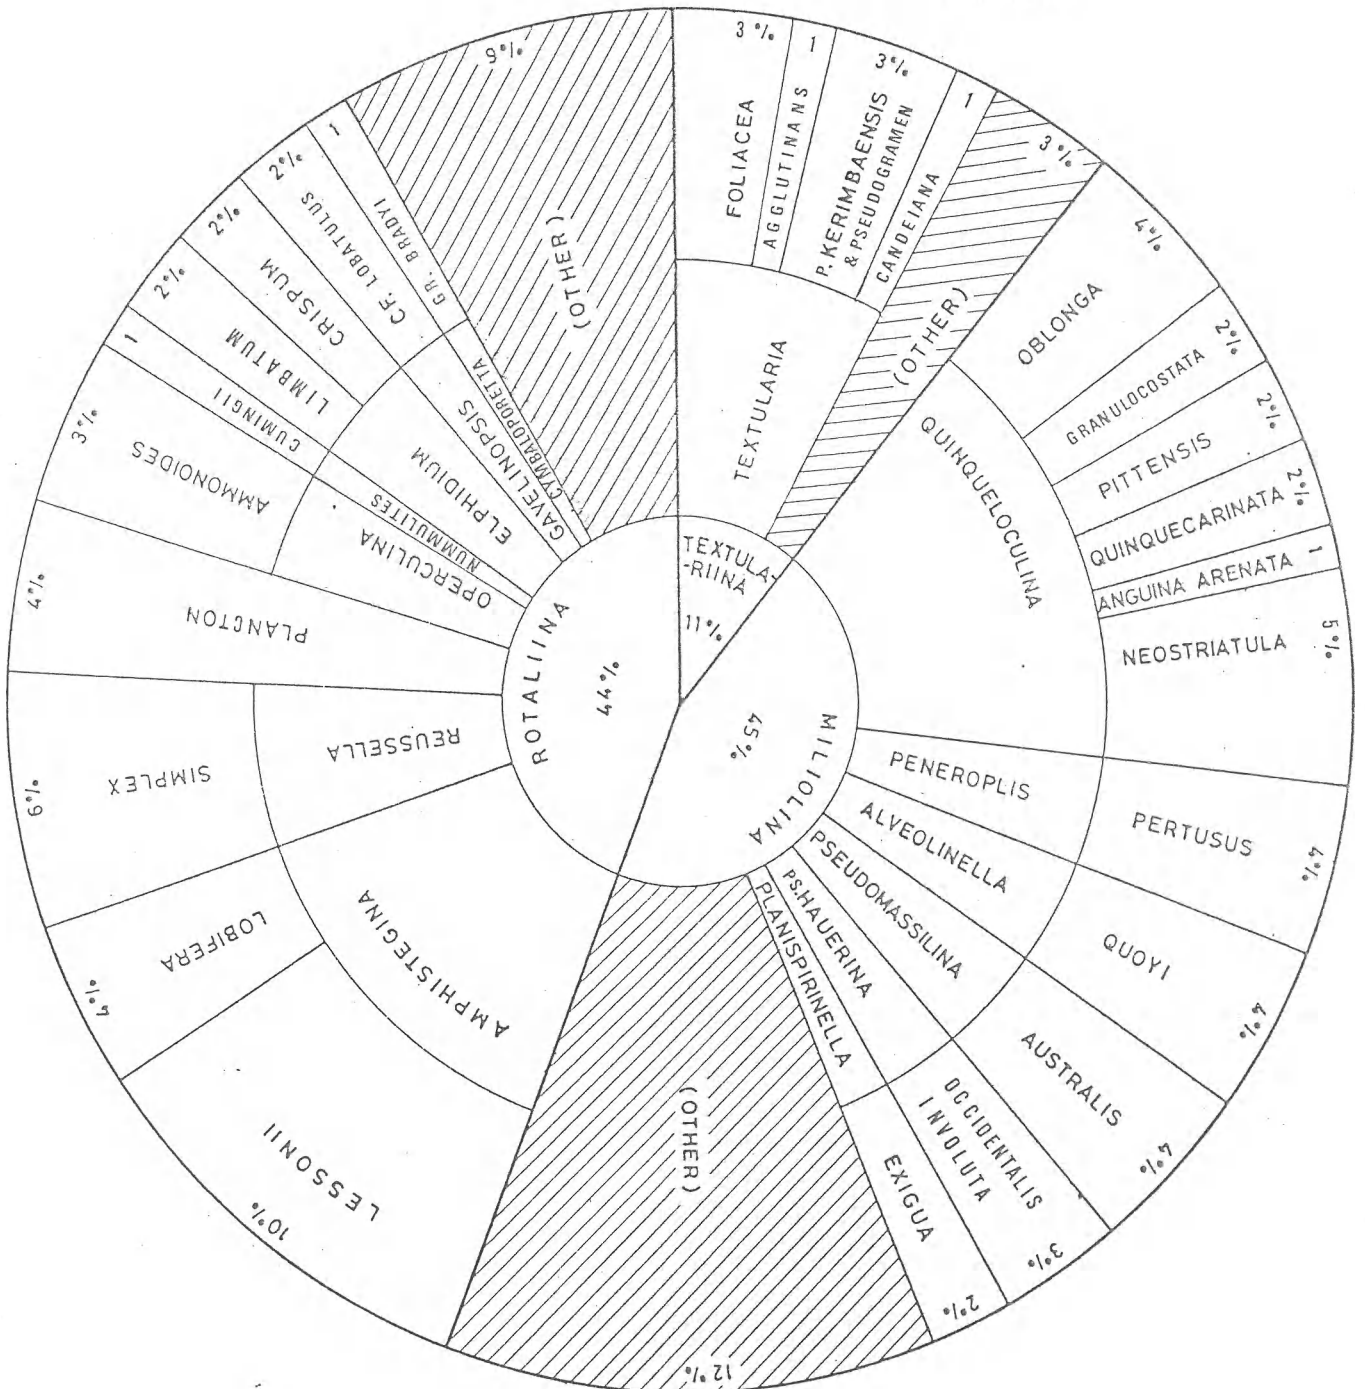 3%
1
3%
1
3%
FOLIACEA
AGGLUTINANS
P. KERIMBAENSIS
& PSEUDOGRAMEN
CANDEIANA
(OTHER)
TEXTULARIA
TEXTULA-
-RIINA
11%
4%
OBLONGA
2%
GRANULOCOSTATA
2%
PITTENSIS
2%
QUINQUECARINATA
1
ANGUINA ARENATA
5%
NEOSTRIATULA
QUINQUELOCULINA
PENEROPLIS
PERTUSUS
4%
ALVEOLINELLA
QUOYI
4%
PSEUDOMASSILINA
AUSTRALIS
4%
PS.HAUERINA
OCCIDENTALIS
INVOLUTA
3%
PLANISPIRINELLA
EXIGUA
2%
(OTHER)
12%
MILIOLINA
45%
ROTALIINA
44%
AMPHISTEGINA
LESSONII
10%
LOBIFERA
4%
REUSSELLA
SIMPLEX
6%
PLANCTON
4%
OPERCULINA
AMMONOIDES
3%
NUMMULITES
CUMINGII
1
ELPHIDIUM
LIMBATUM
2%
CRISPUM
2%
GAVELINOPSIS
CF. LOBATULUS
2%
CYMBALOPORETTA
GR. BRADYI
1
(OTHER)
9%